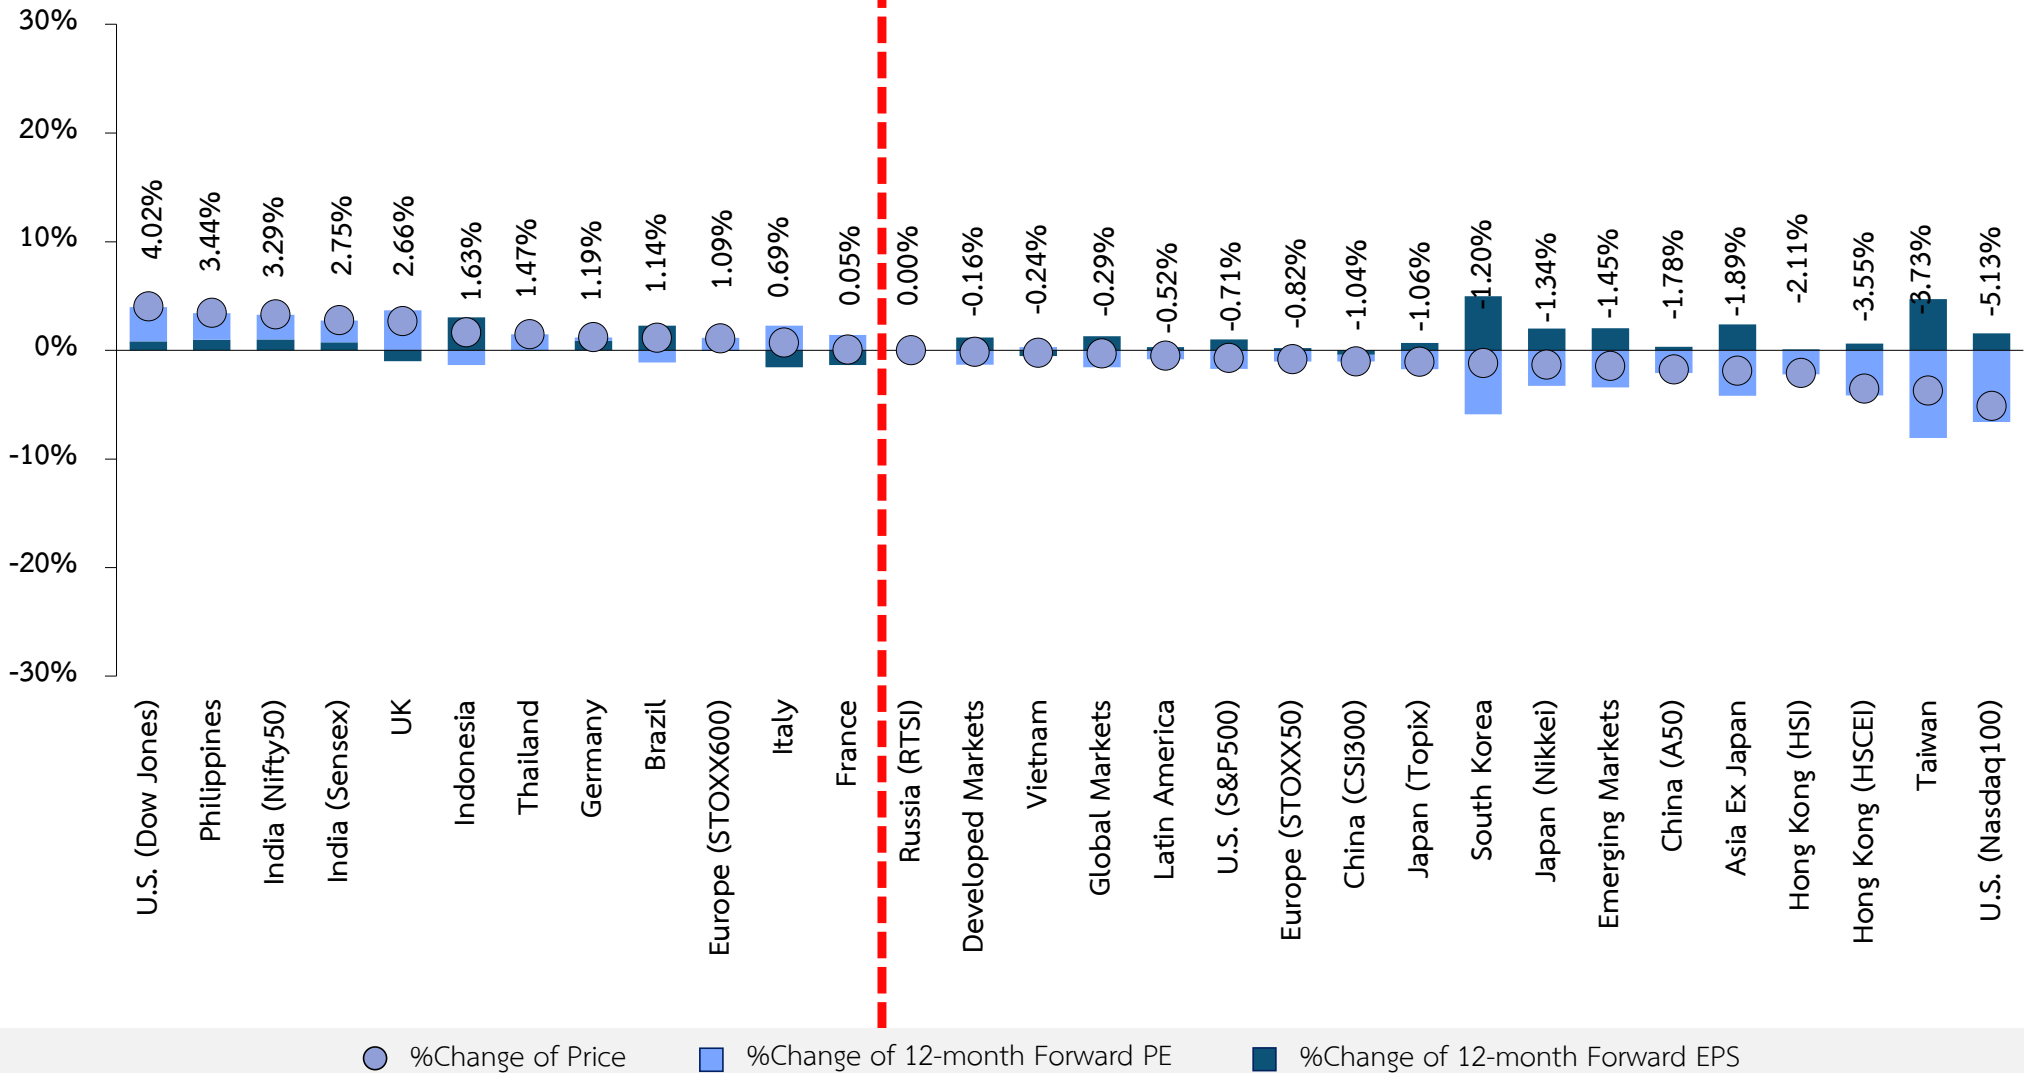 30%
20%
10%
0%
-10%
-20%
-30%
4.02%
3.44%
3.29%
2.75%
2.66%
1.63%
1.47%
1.19%
1.14%
1.09%
0.69%
0.05%
0.00%
-0.16%
-0.24%
-0.29%
-0.52%
-0.71%
-0.82%
-1.04%
-1.06%
-1.20%
-1.34%
-1.45%
-1.78%
-1.89%
-2.11%
-3.55%
-3.73%
-5.13%
U.S. (Dow Jones)
Philippines
India (Nifty50)
India (Sensex)
UK
Indonesia
Thailand
Germany
Brazil
Europe (STOXX600)
Italy
France
Russia (RTSI)
Developed Markets
Vietnam
Global Markets
Latin America
U.S. (S&P500)
Europe (STOXX50)
China (CSI300)
Japan (Topix)
South Korea
Japan (Nikkei)
Emerging Markets
China (A50)
Asia Ex Japan
Hong Kong (HSI)
Hong Kong (HSCEI)
Taiwan
U.S. (Nasdaq100)
%Change of Price
%Change of 12-month Forward PE
%Change of 12-month Forward EPS